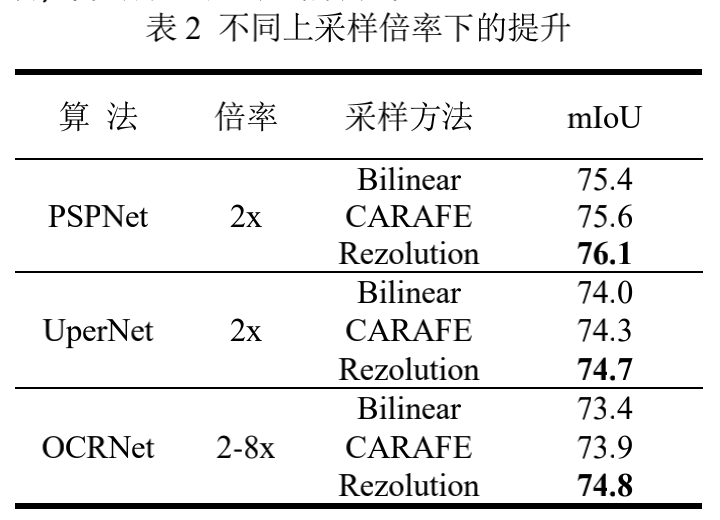 表 2 不同上采样倍率下的提升
算 法 倍率 采样方法 mIoU
Bilinear 75.4
PSPNet 2x CARAFE 75.6
Rezolution 76.1
Bilinear 74.0
UperNet 2x CARAFE 74.3
Rezolution 74.7
Bilinear 73.4
OCRNet 2-8x CARAFE 73.9
Rezolution 74.8